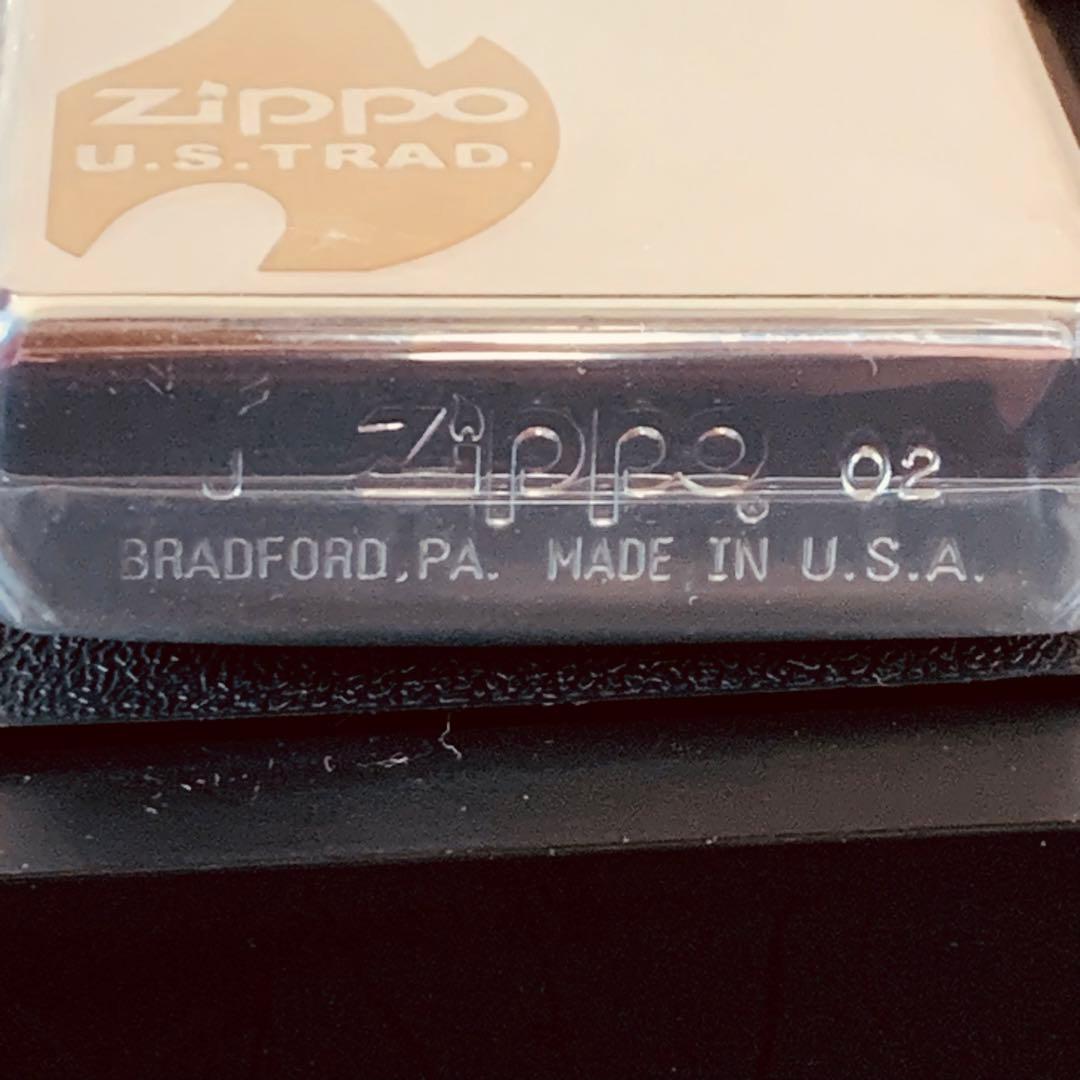 Zippo
U.S.TRAD.
J Zippo 02
BRADFORD,PA. MADE IN U.S.A.